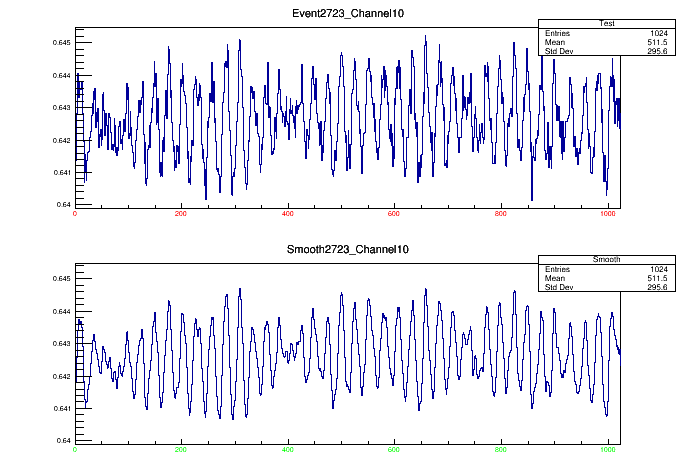 Event2723_Channel10
Test
Entries 1024
Mean 511.5
Std Dev 295.6
0.645
0.644
0.643
0.642
0.641
0.64
0 200 400 600 800 1000
Smooth2723_Channel10
Smooth
Entries 1024
Mean 511.5
Std Dev 295.6
0.645
0.644
0.643
0.642
0.641
0.64
0 200 400 600 800 1000